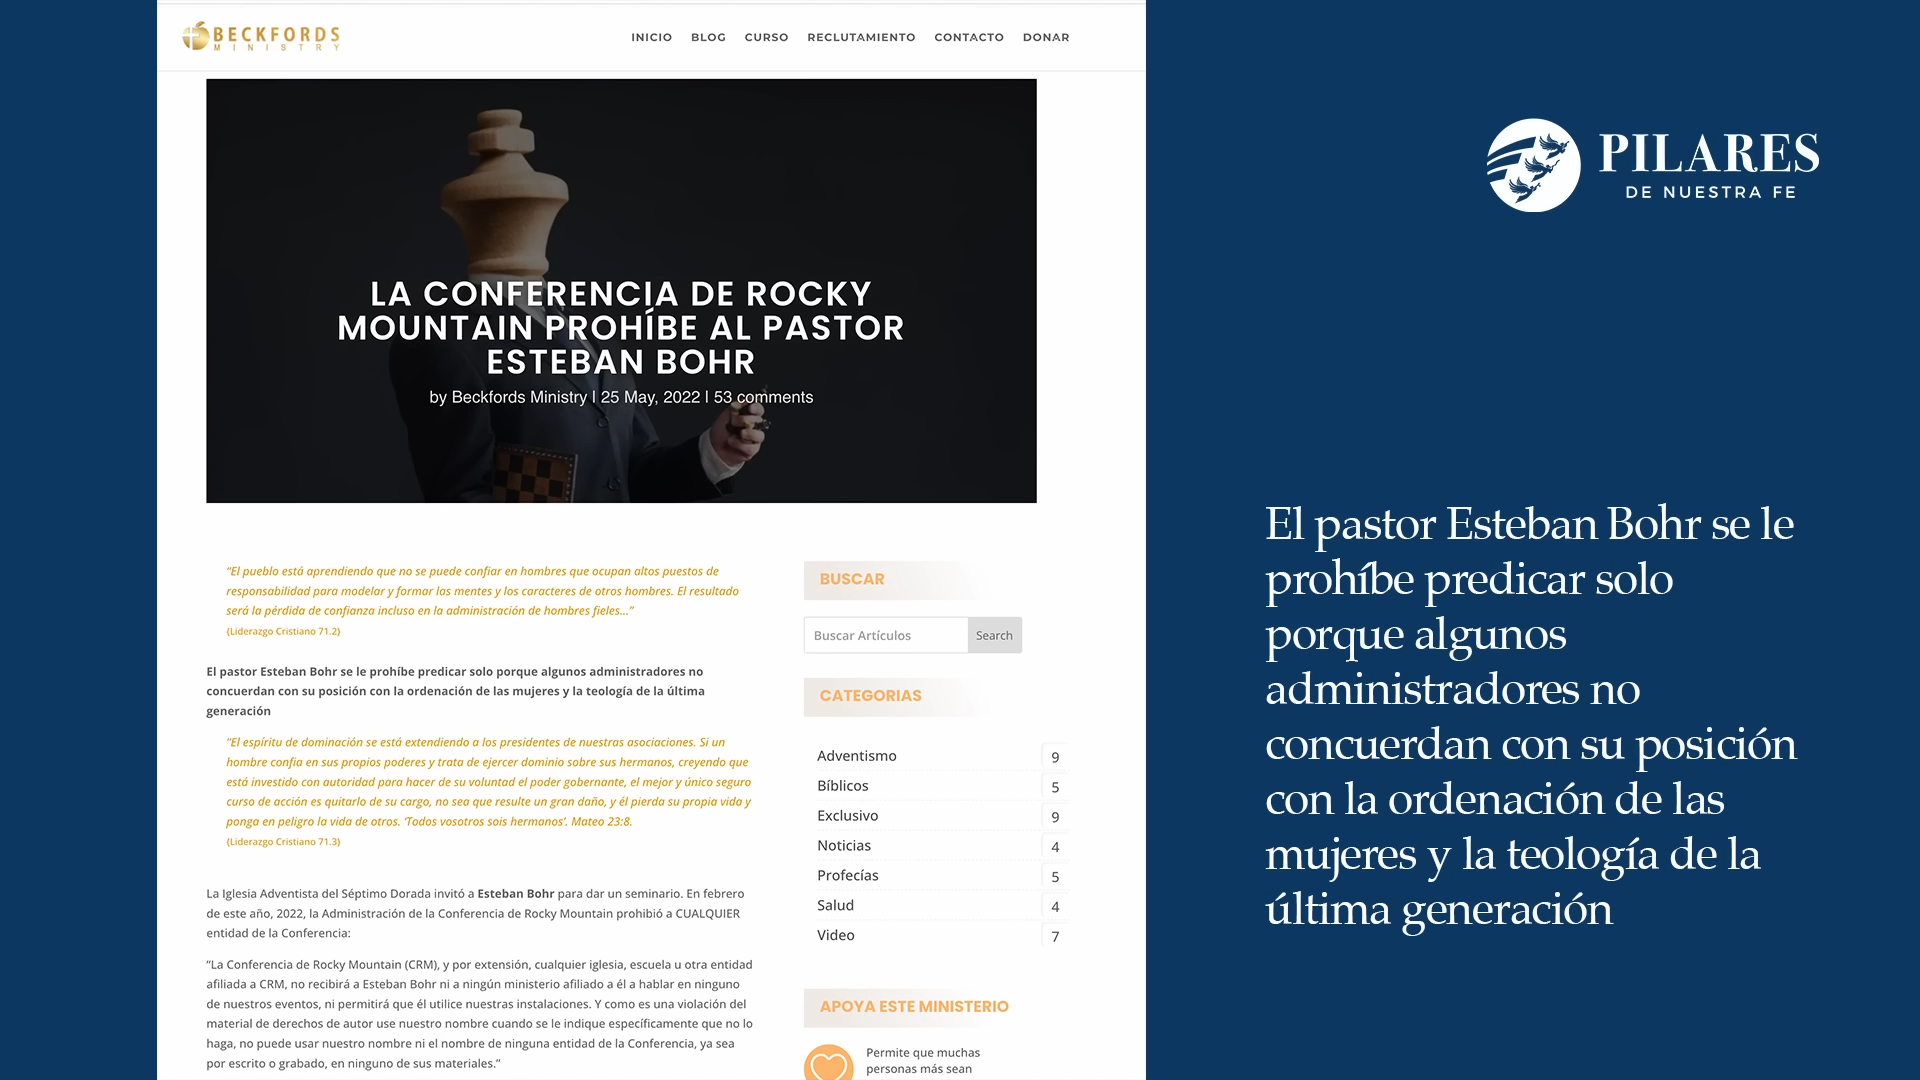 BECKFORDS
MINISTRY
INICIO BLOG CURSO RECLUTAMIENTO CONTACTO DONAR
LA CONFERENCIA DE ROCKY
MOUNTAIN PROHÍBE AL PASTOR
ESTEBAN BOHR
by Beckfords Ministry | 25 May, 2022 | 53 comments
“El pueblo está aprendiendo que no se puede confiar en hombres que ocupan altos puestos de
responsabilidad para modelar y formar las mentes y los caracteres de otros hombres. El resultado
será la pérdida de confianza incluso en la administración de hombres fieles...”
{Liderazgo Cristiano 71.2}
El pastor Esteban Bohr se le prohíbe predicar solo porque algunos administradores no
concuerdan con su posición con la ordenación de las mujeres y la teología de la última
generación
“El espíritu de dominación se está extendiendo a los presidentes de nuestras asociaciones. Si un
hombre confia en sus propios poderes y trata de ejercer dominio sobre sus hermanos, creyendo que
está investido con autoridad para hacer de su voluntad el poder gobernante, el mejor y único seguro
curso de acción es quitarlo de su cargo, no sea que resulte un gran daño, y él pierda su propia vida y
ponga en peligro la vida de otros. ‘Todos vosotros sois hermanos’. Mateo 23:8.
{Liderazgo Cristiano 71.3}
La Iglesia Adventista del Séptimo Dorada invitó a Esteban Bohr para dar un seminario. En febrero
de este año, 2022, la Administración de la Conferencia de Rocky Mountain prohibió a CUALQUIER
entidad de la Conferencia:
“La Conferencia de Rocky Mountain (CRM), y por extensión, cualquier iglesia, escuela u otra entidad
afiliada a CRM, no recibirá a Esteban Bohr ni a ningún ministerio afiliado a él a hablar en ninguno
de nuestros eventos, ni permitirá que él utilice nuestras instalaciones. Y como es una violación del
material de derechos de autor use nuestro nombre cuando se le indique específicamente que no lo
haga, no puede usar nuestro nombre ni el nombre de ninguna entidad de la Conferencia, ya sea
por escrito o grabado, en ninguno de sus materiales.”
BUSCAR
Buscar Artículos Search
CATEGORIAS
Adventismo 9
Bíblicos 5
Exclusivo 9
Noticias 4
Profecías 5
Salud 4
Video 7
APOYA ESTE MINISTERIO
Permite que muchas
personas más sean
PILARES
DE NUESTRA FE
El pastor Esteban Bohr se le
prohíbe predicar solo
porque algunos
administradores no
concuerdan con su posición
con la ordenación de las
mujeres y la teología de la
última generación